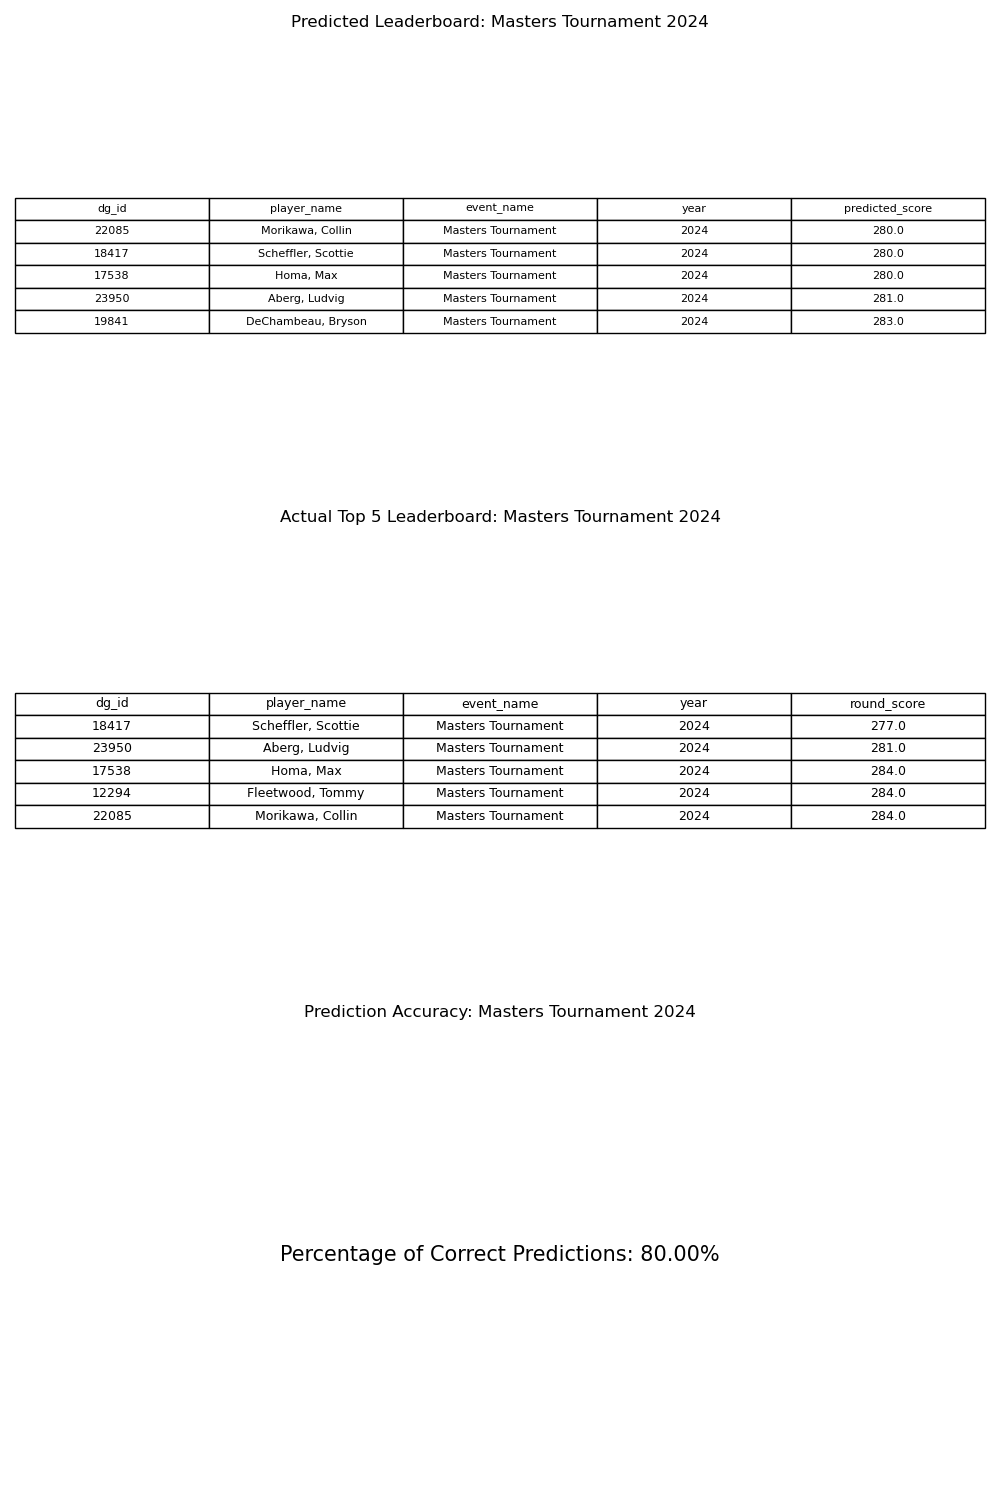 Predicted Leaderboard: Masters Tournament 2024
dg_id player_name event_name year predicted_score
22085 Morikawa, Collin Masters Tournament 2024 280.0
18417 Scheffler, Scottie Masters Tournament 2024 280.0
17538 Homa, Max Masters Tournament 2024 280.0
23950 Aberg, Ludvig Masters Tournament 2024 281.0
19841 DeChambeau, Bryson Masters Tournament 2024 283.0
Actual Top 5 Leaderboard: Masters Tournament 2024
dg_id player_name event_name year round_score
18417 Scheffler, Scottie Masters Tournament 2024 277.0
23950 Aberg, Ludvig Masters Tournament 2024 281.0
17538 Homa, Max Masters Tournament 2024 284.0
12294 Fleetwood, Tommy Masters Tournament 2024 284.0
22085 Morikawa, Collin Masters Tournament 2024 284.0
Prediction Accuracy: Masters Tournament 2024
Percentage of Correct Predictions: 80.00%